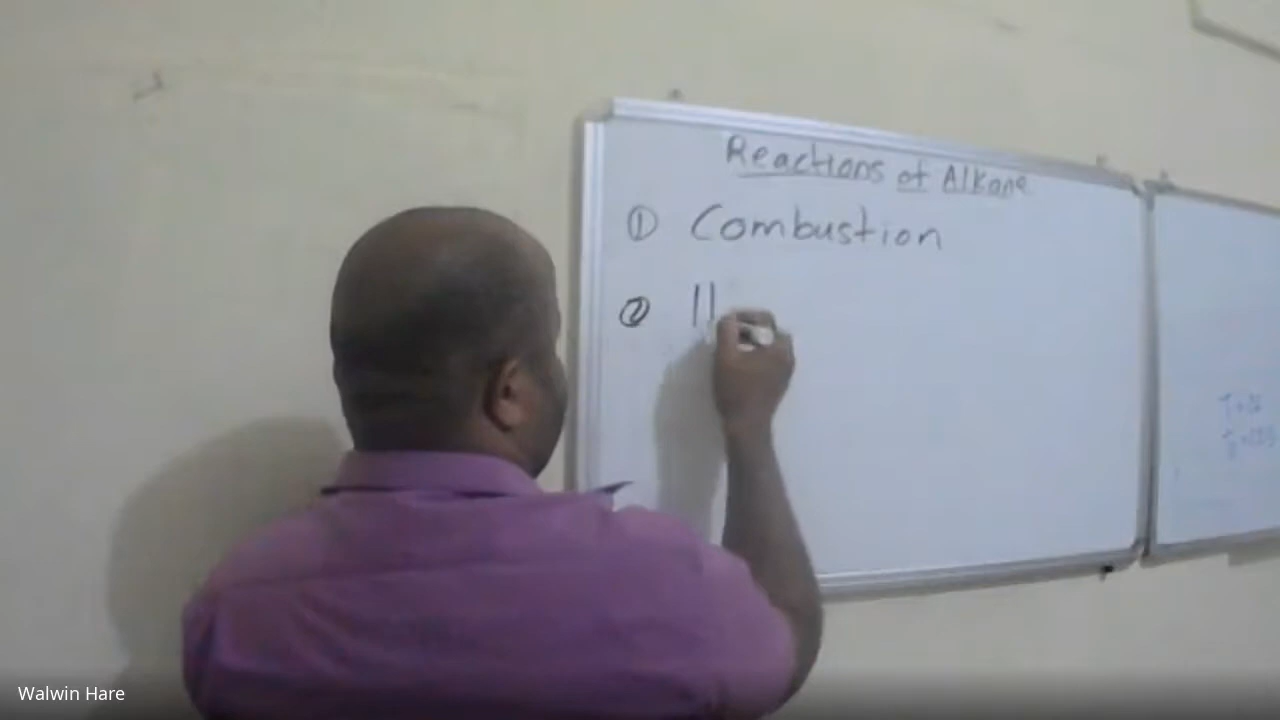 Reactions of Alkane
① Combustion
②
Walwin Hare